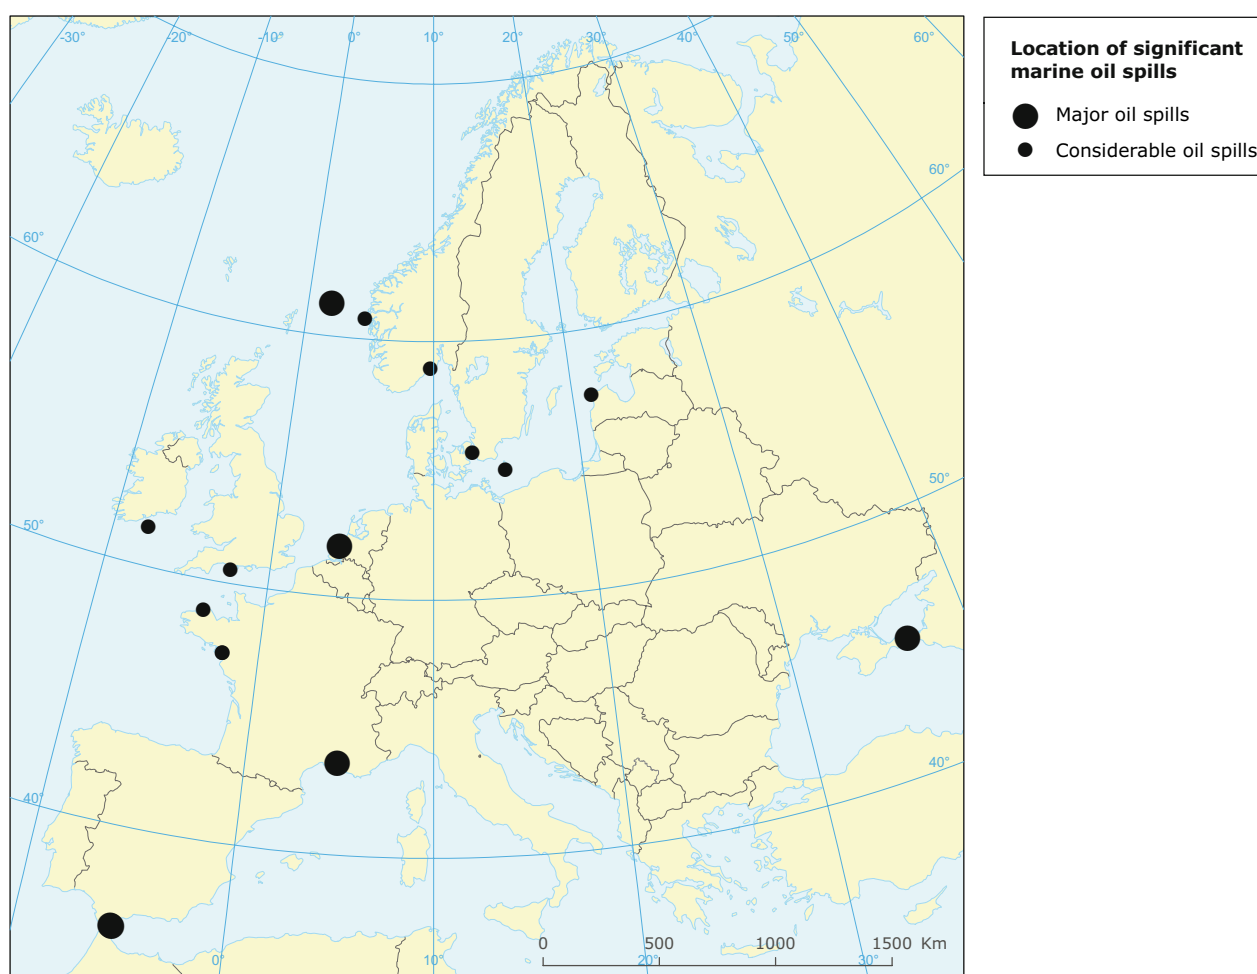 -30° -20° -10° 0° 10° 20° 30° 40° 50° 60°
Location of significant
marine oil spills
Major oil spills
Considerable oil spills
60° 60°
50° 50°
40° 40°
0 500 1000 1500 Km
0° 10° 20° 30°